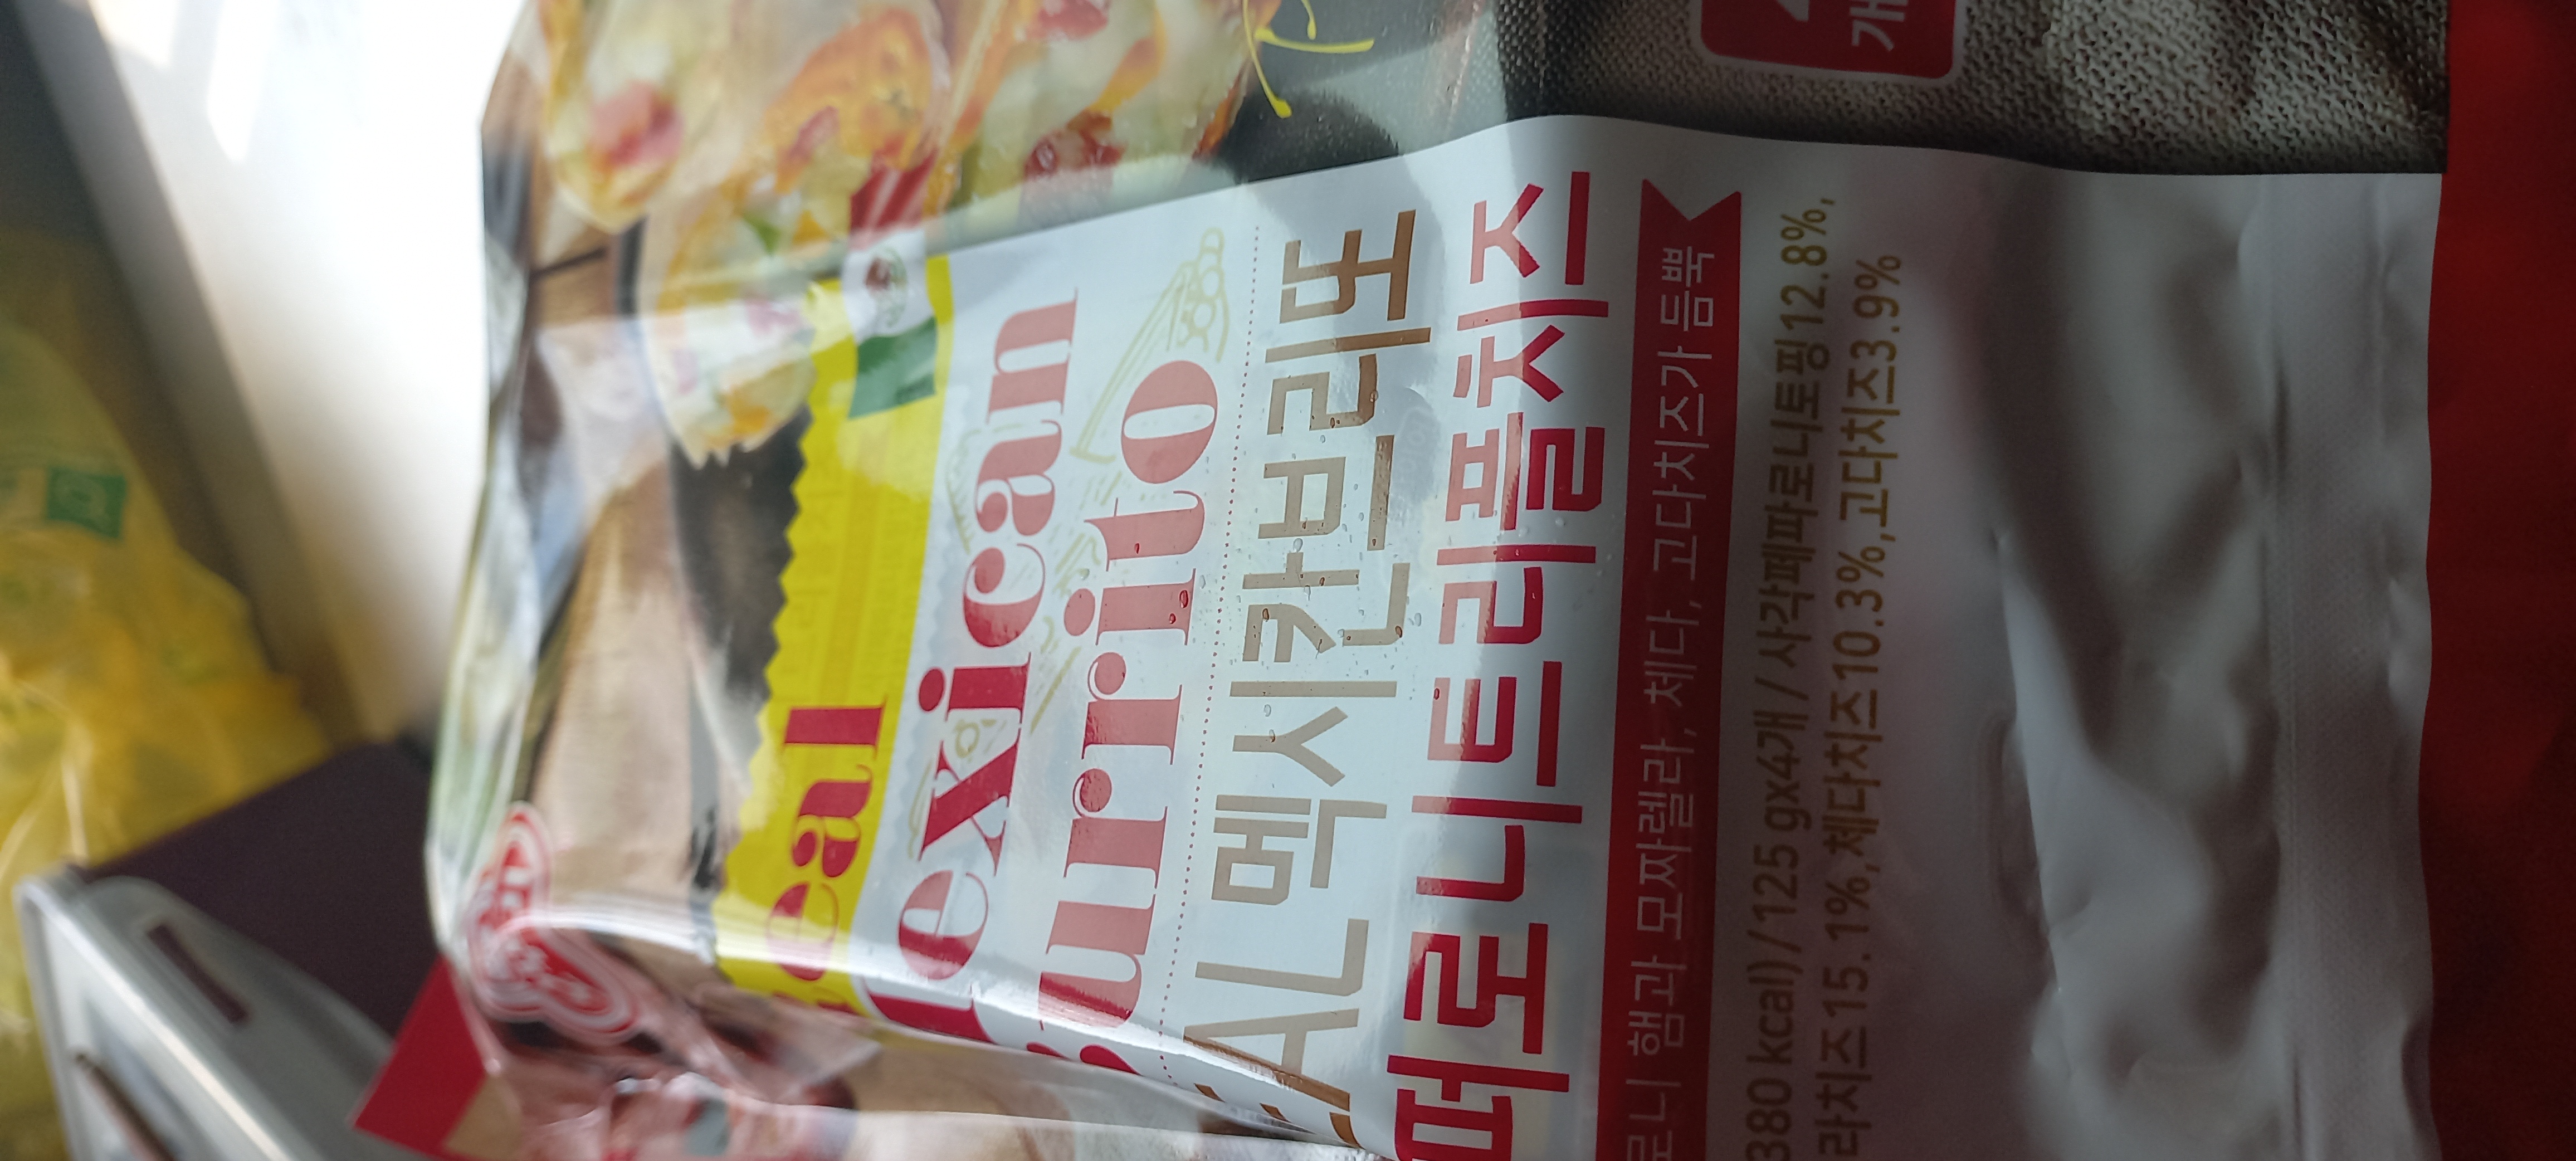 eal
exican
urrito
EAL 멕시칸브리또
페로니트리플치즈
로니 햄과 모짜렐라, 체다, 고다치즈가 듬뿍
380 kcal) / 125 gx4개 / 사각페파로니토핑12.8%,
라치즈15.1%,체다치즈10.3%,고다치즈3.9%
개